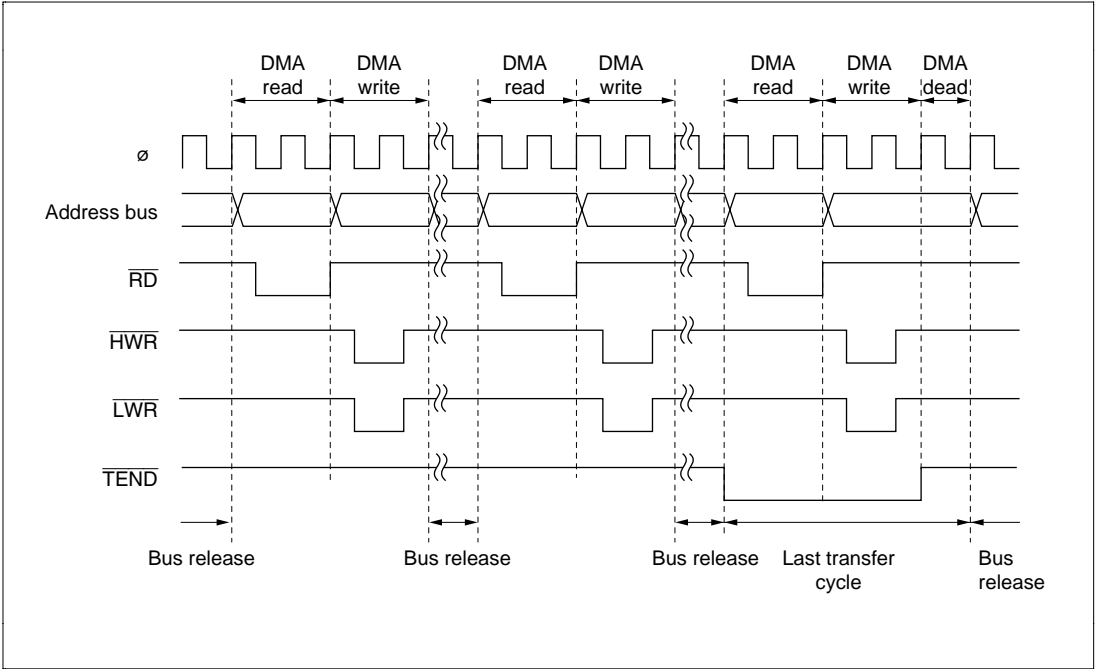 DMA read
DMA write
DMA read
DMA write
DMA read
DMA write
DMA dead
ø
Address bus
RD
HWR
LWR
TEND
Bus release
Bus release
Bus release
Last transfer cycle
Bus release